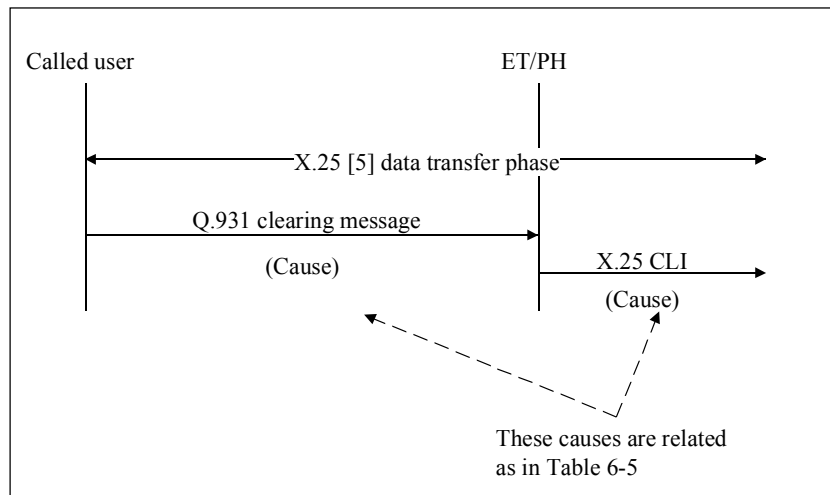 Called user
ET/PH
X.25 [5] data transfer phase
Q.931 clearing message
(Cause)
X.25 CLI
(Cause)
These causes are related
as in Table 6-5